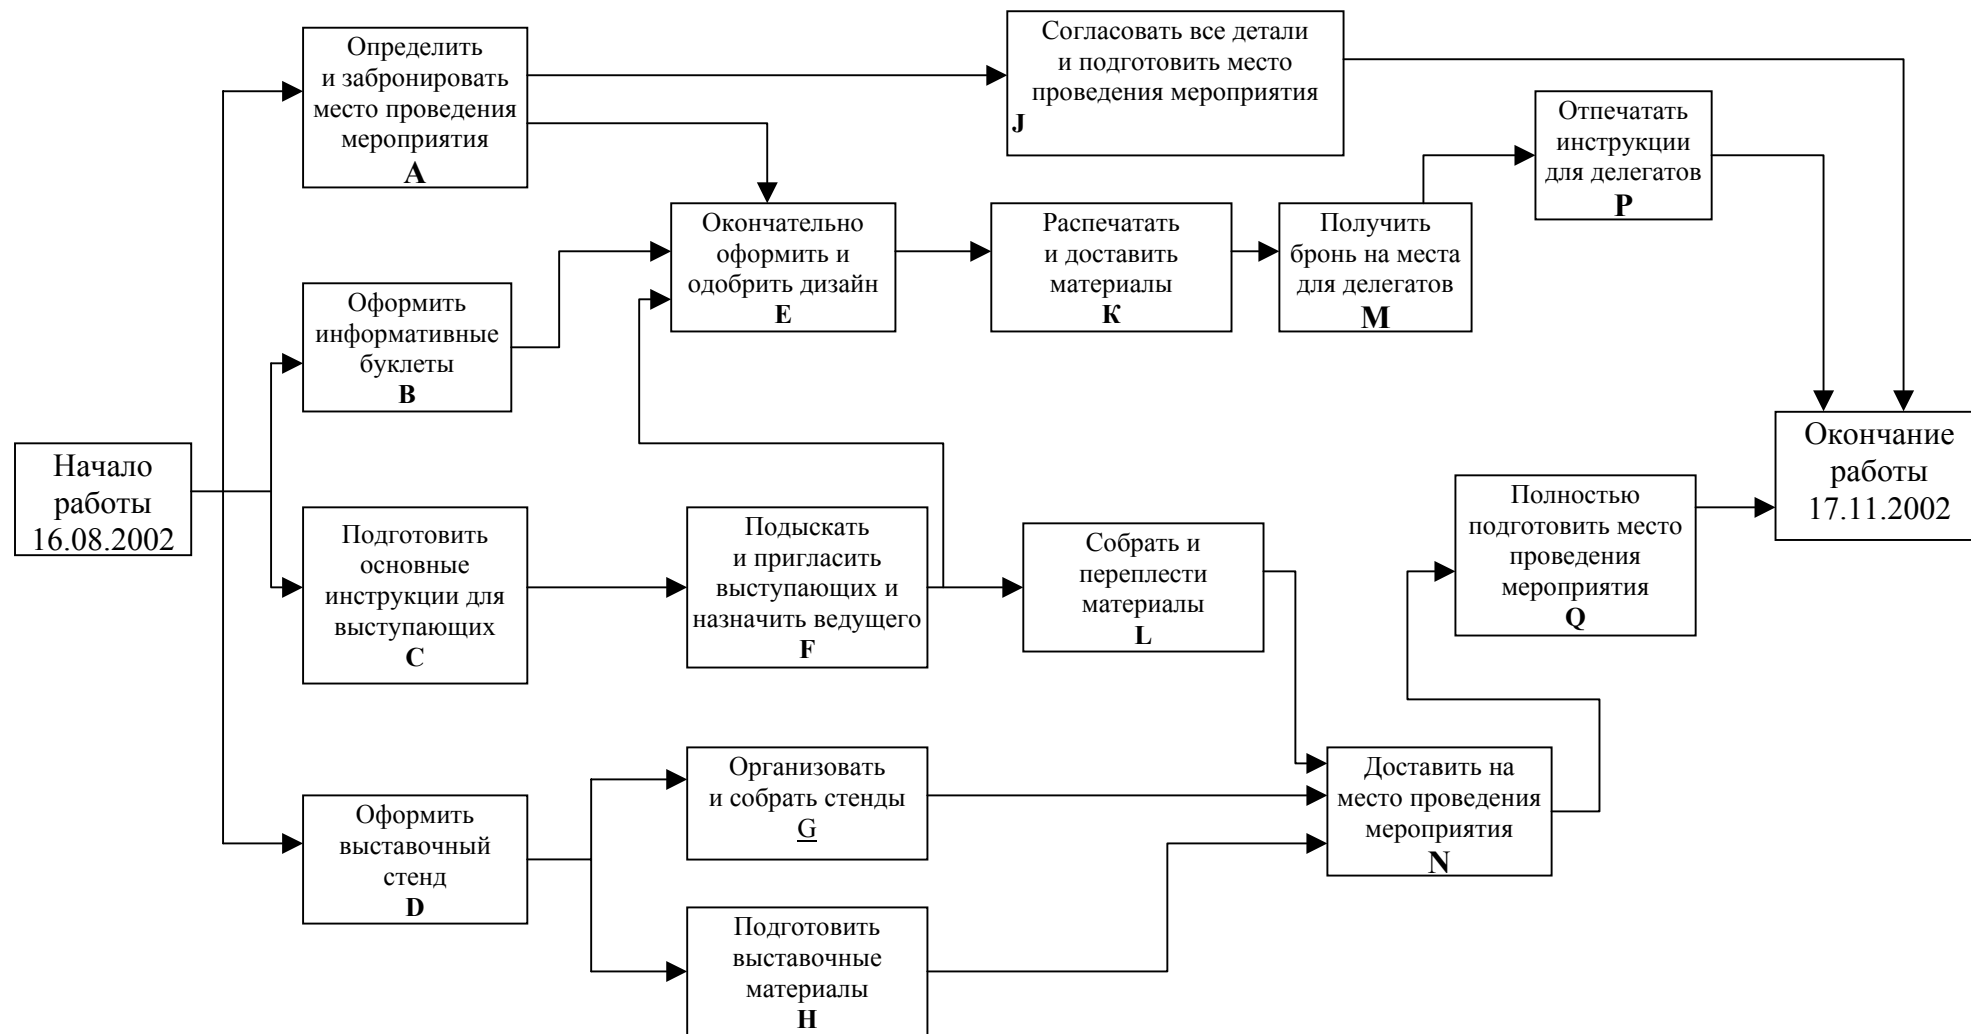 Определить
и забронировать
место проведения
мероприятия
A
Согласовать все детали
и подготовить место
проведения мероприятия
J
Отпечатать
инструкции
для делегатов
P
Окончательно
оформить и
одобрить дизайн
E
Распечатать
и доставить
материалы
K
Получить
бронь на места
для делегатов
M
Оформить
информативные
буклеты
B
Начало
работы
16.08.2002
Окончание
работы
17.11.2002
Подготовить
основные
инструкции для
выступающих
C
Подыскать
и пригласить
выступающих и
назначить ведущего
F
Собрать и
переплести
материалы
L
Полностью
подготовить место
проведения
мероприятия
Q
Оформить
выставочный
стенд
D
Организовать
и собрать стенды
G
Доставить на
место проведения
мероприятия
N
Подготовить
выставочные
материалы
H